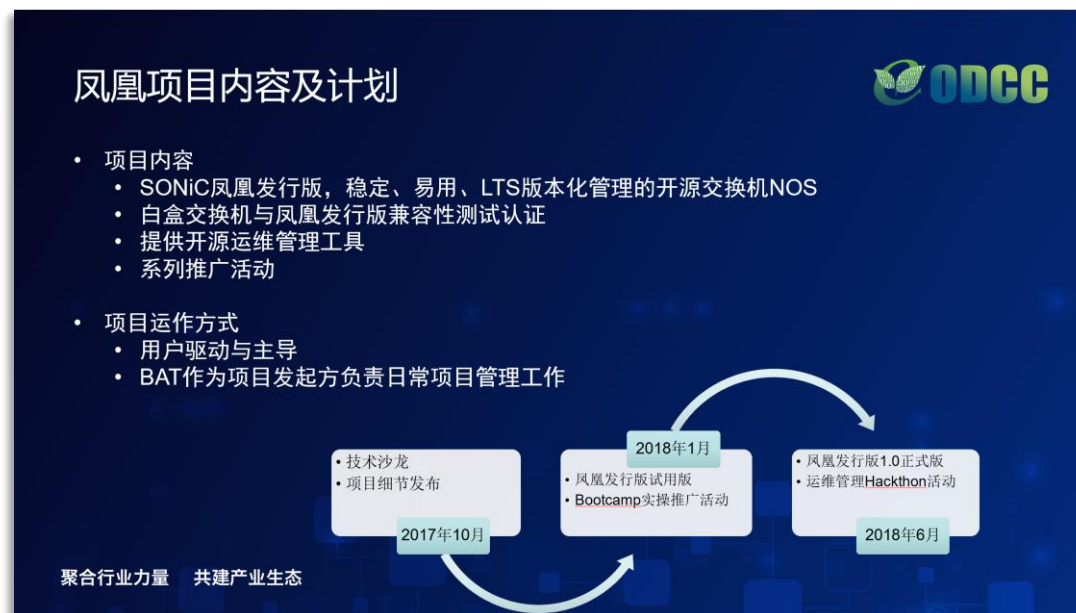 凤凰项目内容及计划
ODCC
• 项目内容
• SONiC凤凰发行版，稳定、易用、LTS版本化管理的开源交换机NOS
• 白盒交换机与凤凰发行版兼容性测试认证
• 提供开源运维管理工具
• 系列推广活动
• 项目运作方式
• 用户驱动与主导
• BAT作为项目发起方负责日常项目管理工作
• 技术沙龙
• 项目细节发布
2017年10月
2018年1月
• 凤凰发行版试用版
• Bootcamp实操推广活动
• 凤凰发行版1.0正式版
• 运维管理Hackthon活动
2018年6月
聚合行业力量 共建产业生态